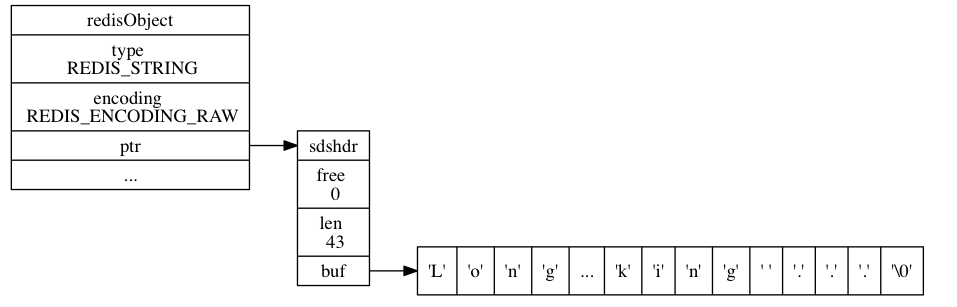 redisObject
type
REDIS_STRING
encoding
REDIS_ENCODING_RAW
ptr
...
sdshdr
free
0
len
43
buf
'L' 'o' 'n' 'g' ... 'k' 'i' 'n' 'g' ' ' '.' '.' '.' '\0'